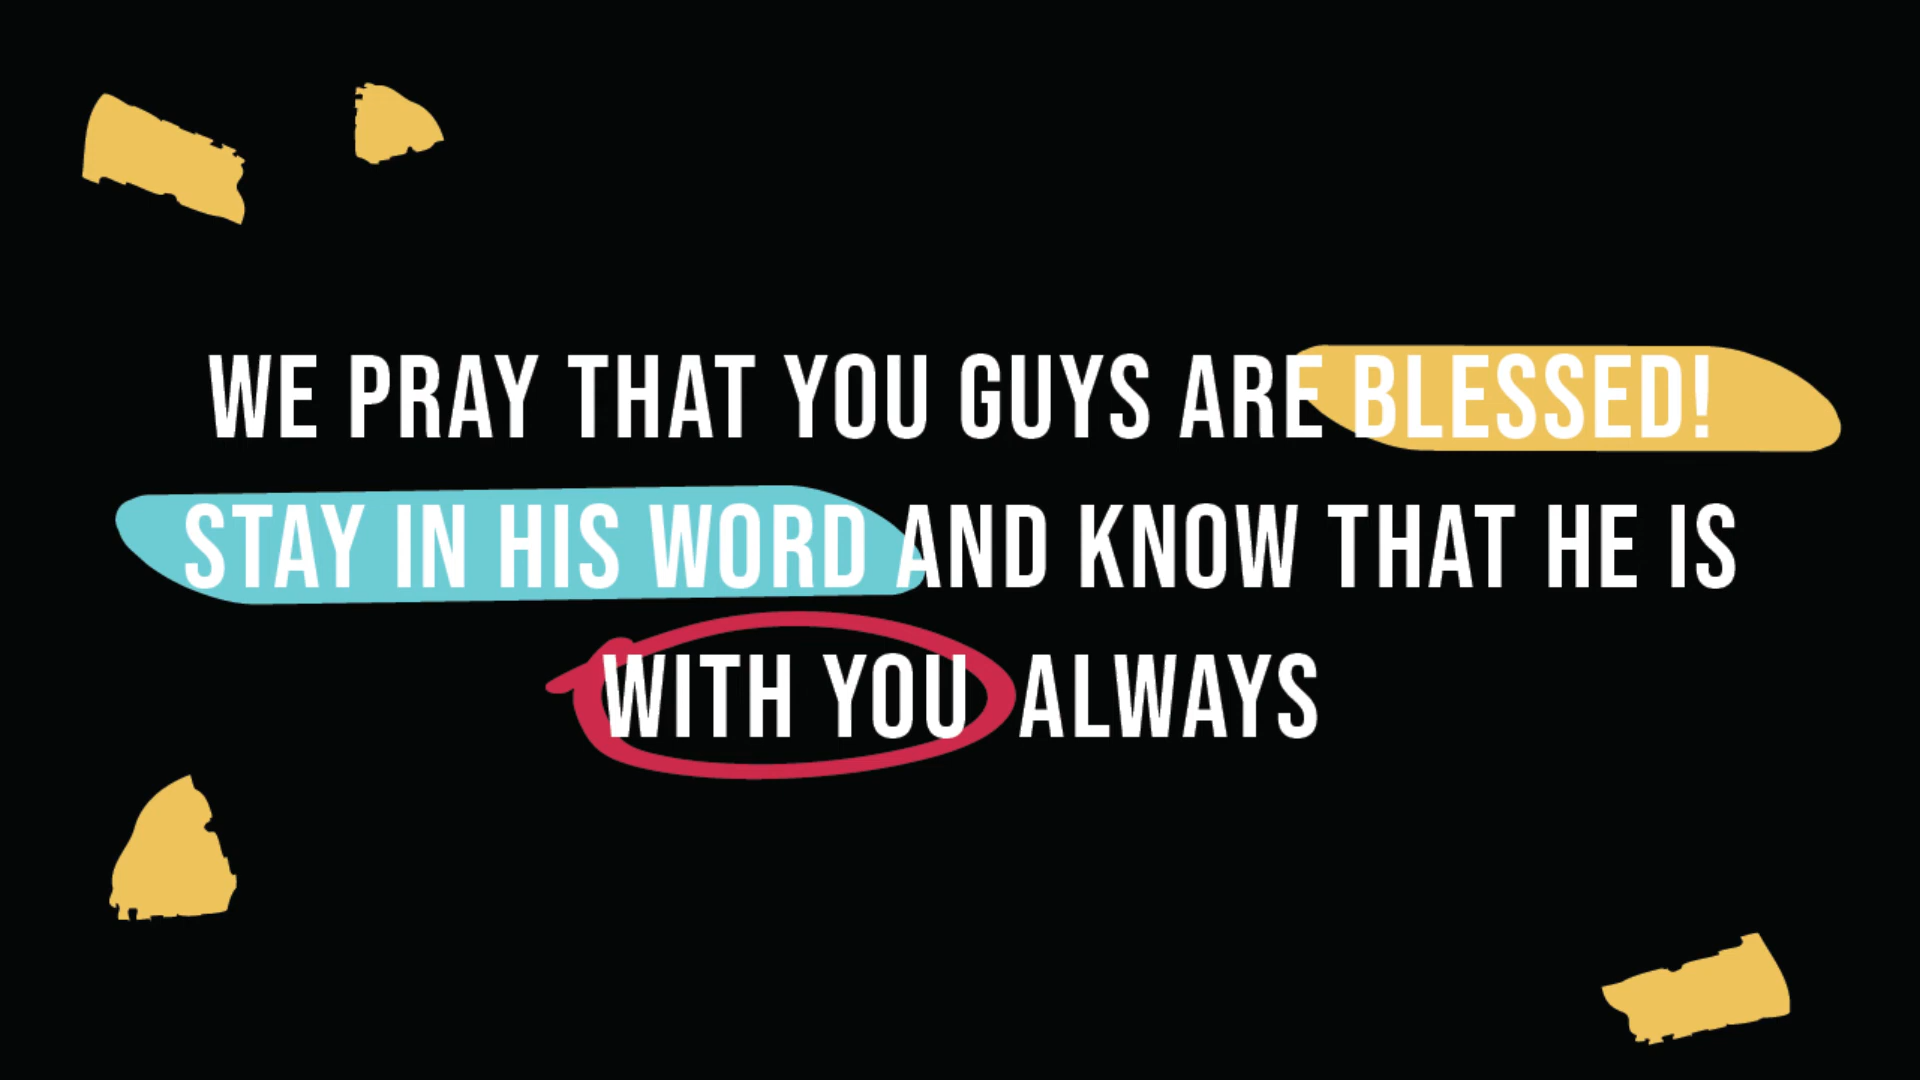 WE PRAY THAT YOU GUYS ARE BLESSED!
STAY IN HIS WORD AND KNOW THAT HE IS
WITH YOU ALWAYS